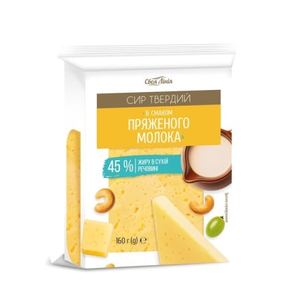 Своя Лінія
СИР ТВЕРДИЙ
зі смаком
ПРЯЖЕНОГО
МОЛОКА
45 % ЖИРУ В СУХІЙ
РЕЧОВИНІ
160 г (g) ℮